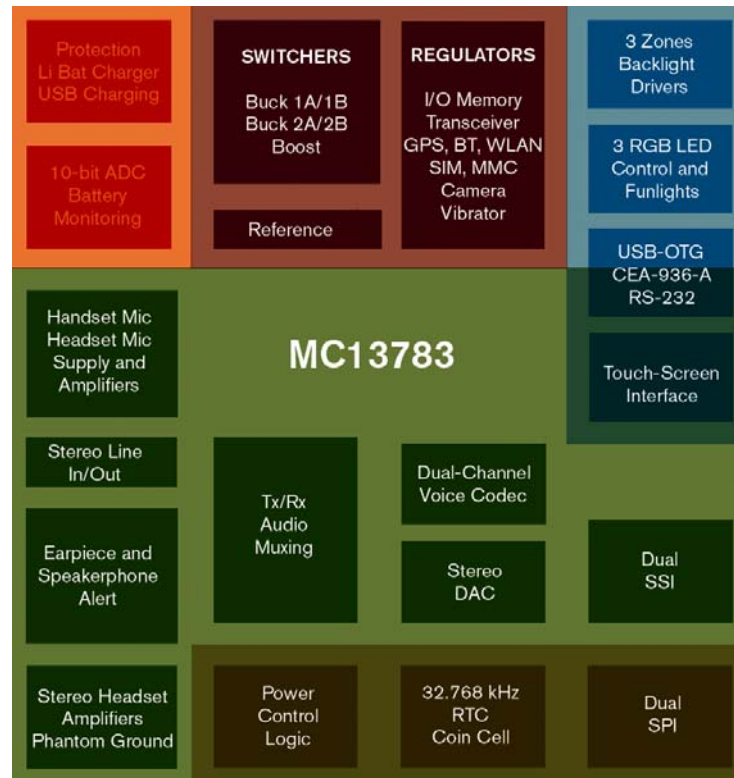 Protection
Li Bat Charger
USB Charging
10-bit ADC
Battery
Monitoring
SWITCHERS
Buck 1A/1B
Buck 2A/2B
Boost
Reference
REGULATORS
I/O Memory
Transceiver
GPS, BT, WLAN
SIM, MMC
Camera
Vibrator
3 Zones
Backlight
Drivers
3 RGB LED
Control and
Funlights
USB-OTG
CEA-936-A
RS-232
Touch-Screen
Interface
MC13783
Handset Mic
Headset Mic
Supply and
Amplifiers
Stereo Line
In/Out
Earpiece and
Speakerphone
Alert
Stereo Headset
Amplifiers
Phantom Ground
Tx/Rx
Audio
Muxing
Dual-Channel
Voice Codec
Stereo
DAC
Dual
SSI
Power
Control
Logic
32.768 kHz
RTC
Coin Cell
Dual
SPI